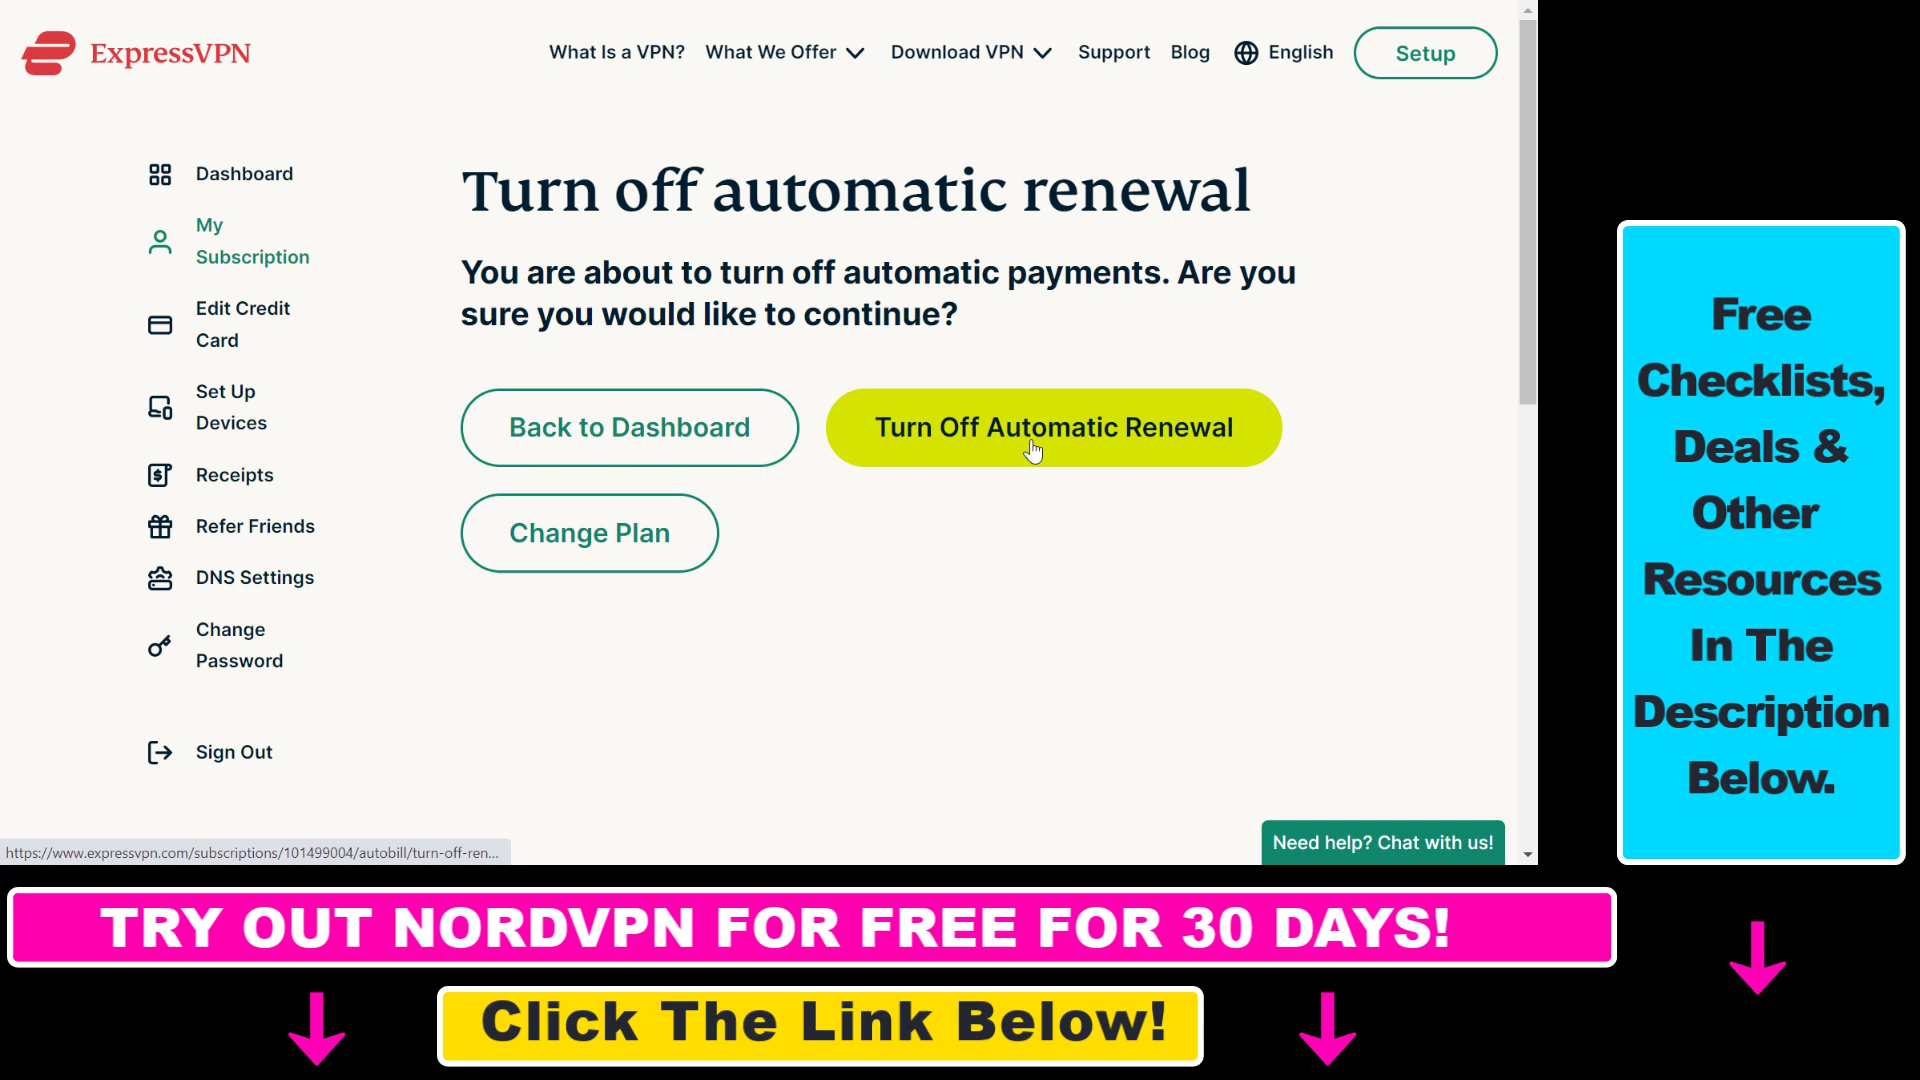 ExpressVPN
What Is a VPN? What We Offer Download VPN Support Blog English Setup
Dashboard
My
Subscription
Edit Credit
Card
Set Up
Devices
Receipts
Refer Friends
DNS Settings
Change
Password
Sign Out
Turn off automatic renewal
You are about to turn off automatic payments. Are you
sure you would like to continue?
Back to Dashboard
Turn Off Automatic Renewal
Change Plan
Need help? Chat with us!
https://www.expressvpn.com/subscriptions/101499004/autobill/turn-off-ren...
Free
Checklists,
Deals &
Other
Resources
In The
Description
Below.
TRY OUT NORDVPN FOR FREE FOR 30 DAYS!
Click The Link Below!